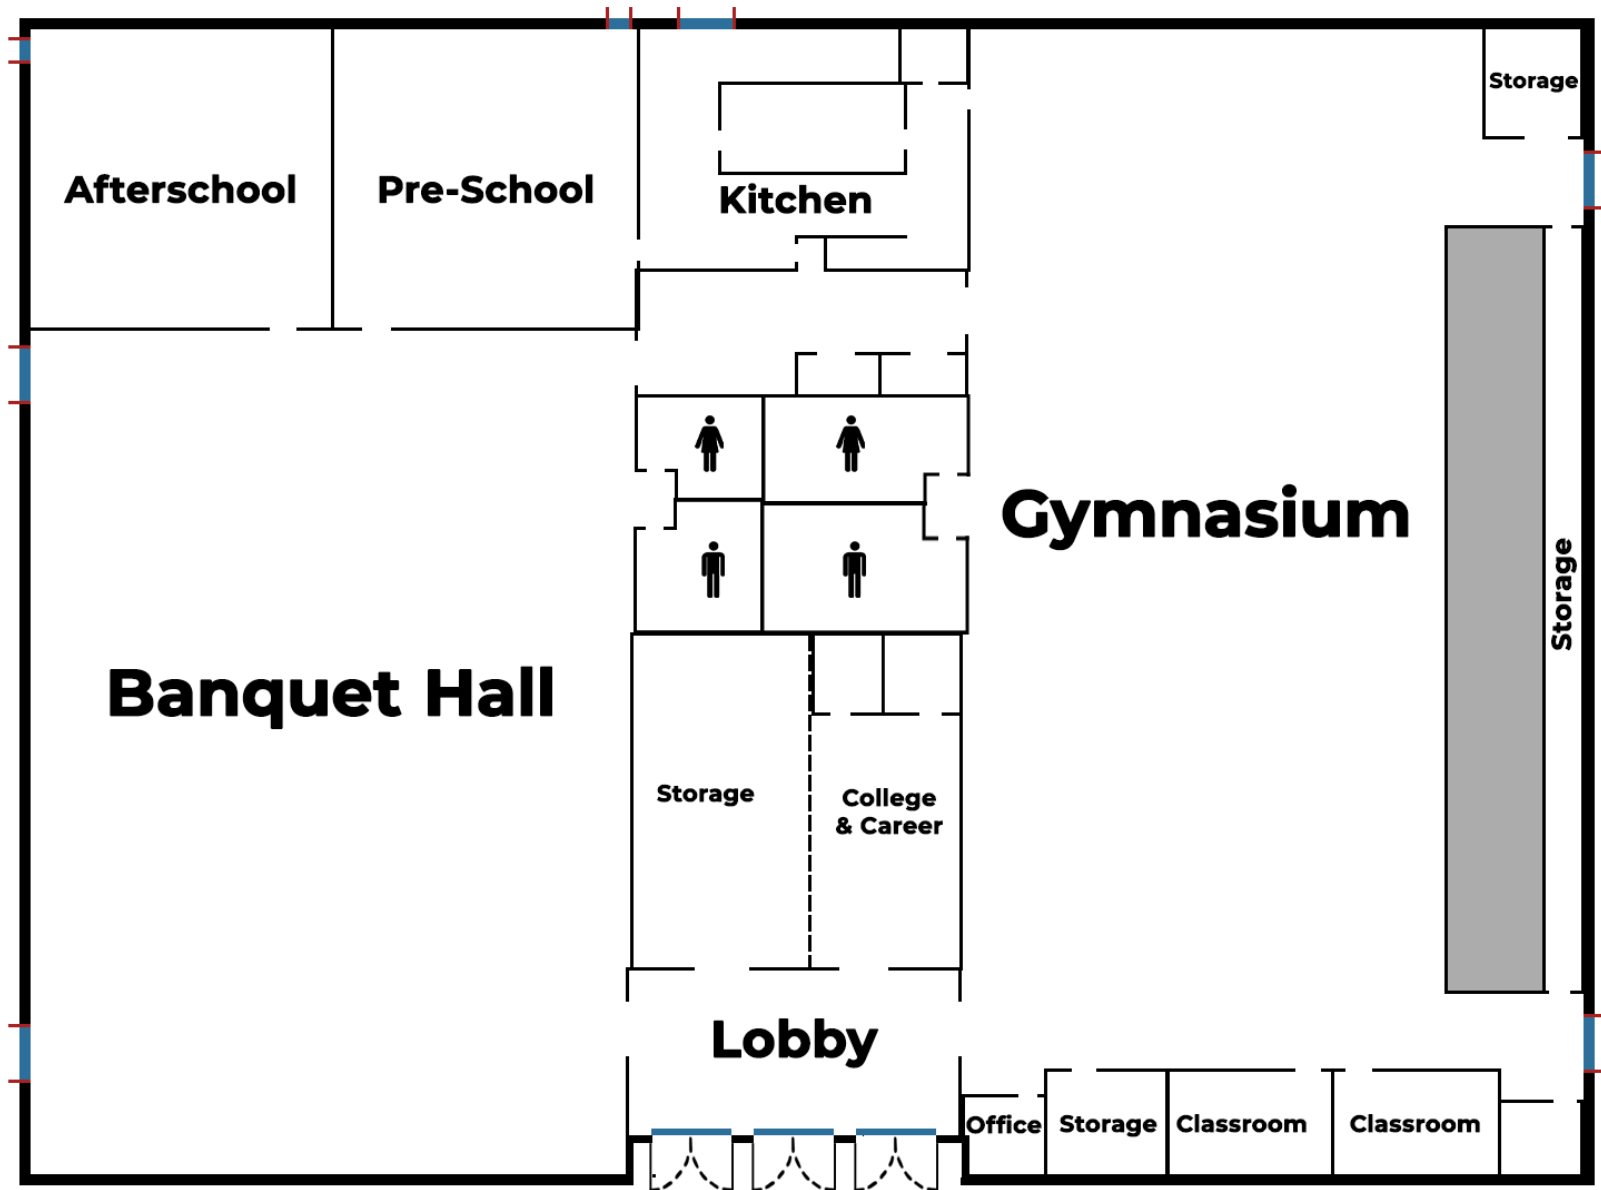 Storage
Afterschool
Pre-School
Kitchen
Gymnasium
Storage
Banquet Hall
Storage
College
& Career
Lobby
Office
Storage
Classroom
Classroom